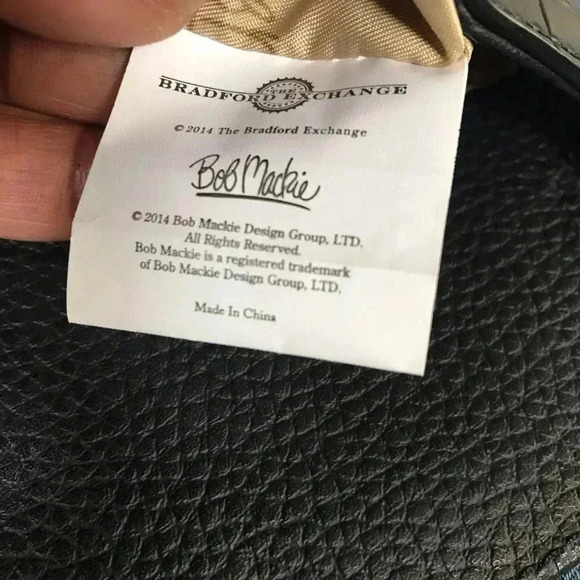 THE
BRADFORD EXCHANGE
© 2014 The Bradford Exchange
Bob Mackie
© 2014 Bob Mackie Design Group, LTD.
All Rights Reserved.
Bob Mackie is a registered trademark
of Bob Mackie Design Group, LTD.
Made In China